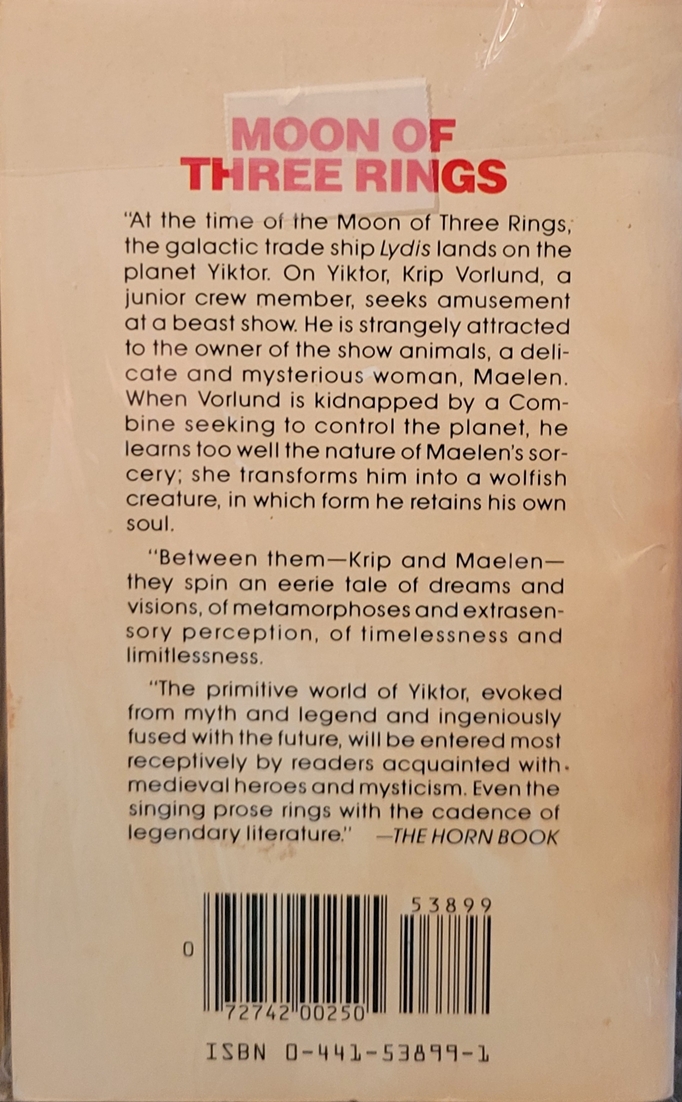 MOON OF
THREE RINGS
"At the time of the Moon of Three Rings,
the galactic trade ship Lydis lands on the
planet Yiktor. On Yiktor, Krip Vorlund, a
junior crew member, seeks amusement
at a beast show. He is strangely attracted
to the owner of the show animals, a deli-
cate and mysterious woman, Maelen.
When Vorlund is kidnapped by a Com-
bine seeking to control the planet, he
learns too well the nature of Maelen's sor-
cery; she transforms him into a wolfish
creature, in which form he retains his own
soul.
"Between them—Krip and Maelen—
they spin an eerie tale of dreams and
visions, of metamorphoses and extrasen-
sory perception, of timelessness and
limitlessness.
"The primitive world of Yiktor, evoked
from myth and legend and ingeniously
fused with the future, will be entered most
receptively by readers acquainted with
medieval heroes and mysticism. Even the
singing prose rings with the cadence of
legendary literature." —THE HORN BOOK
53899
0
72742 00250
ISBN 0-441-53899-1